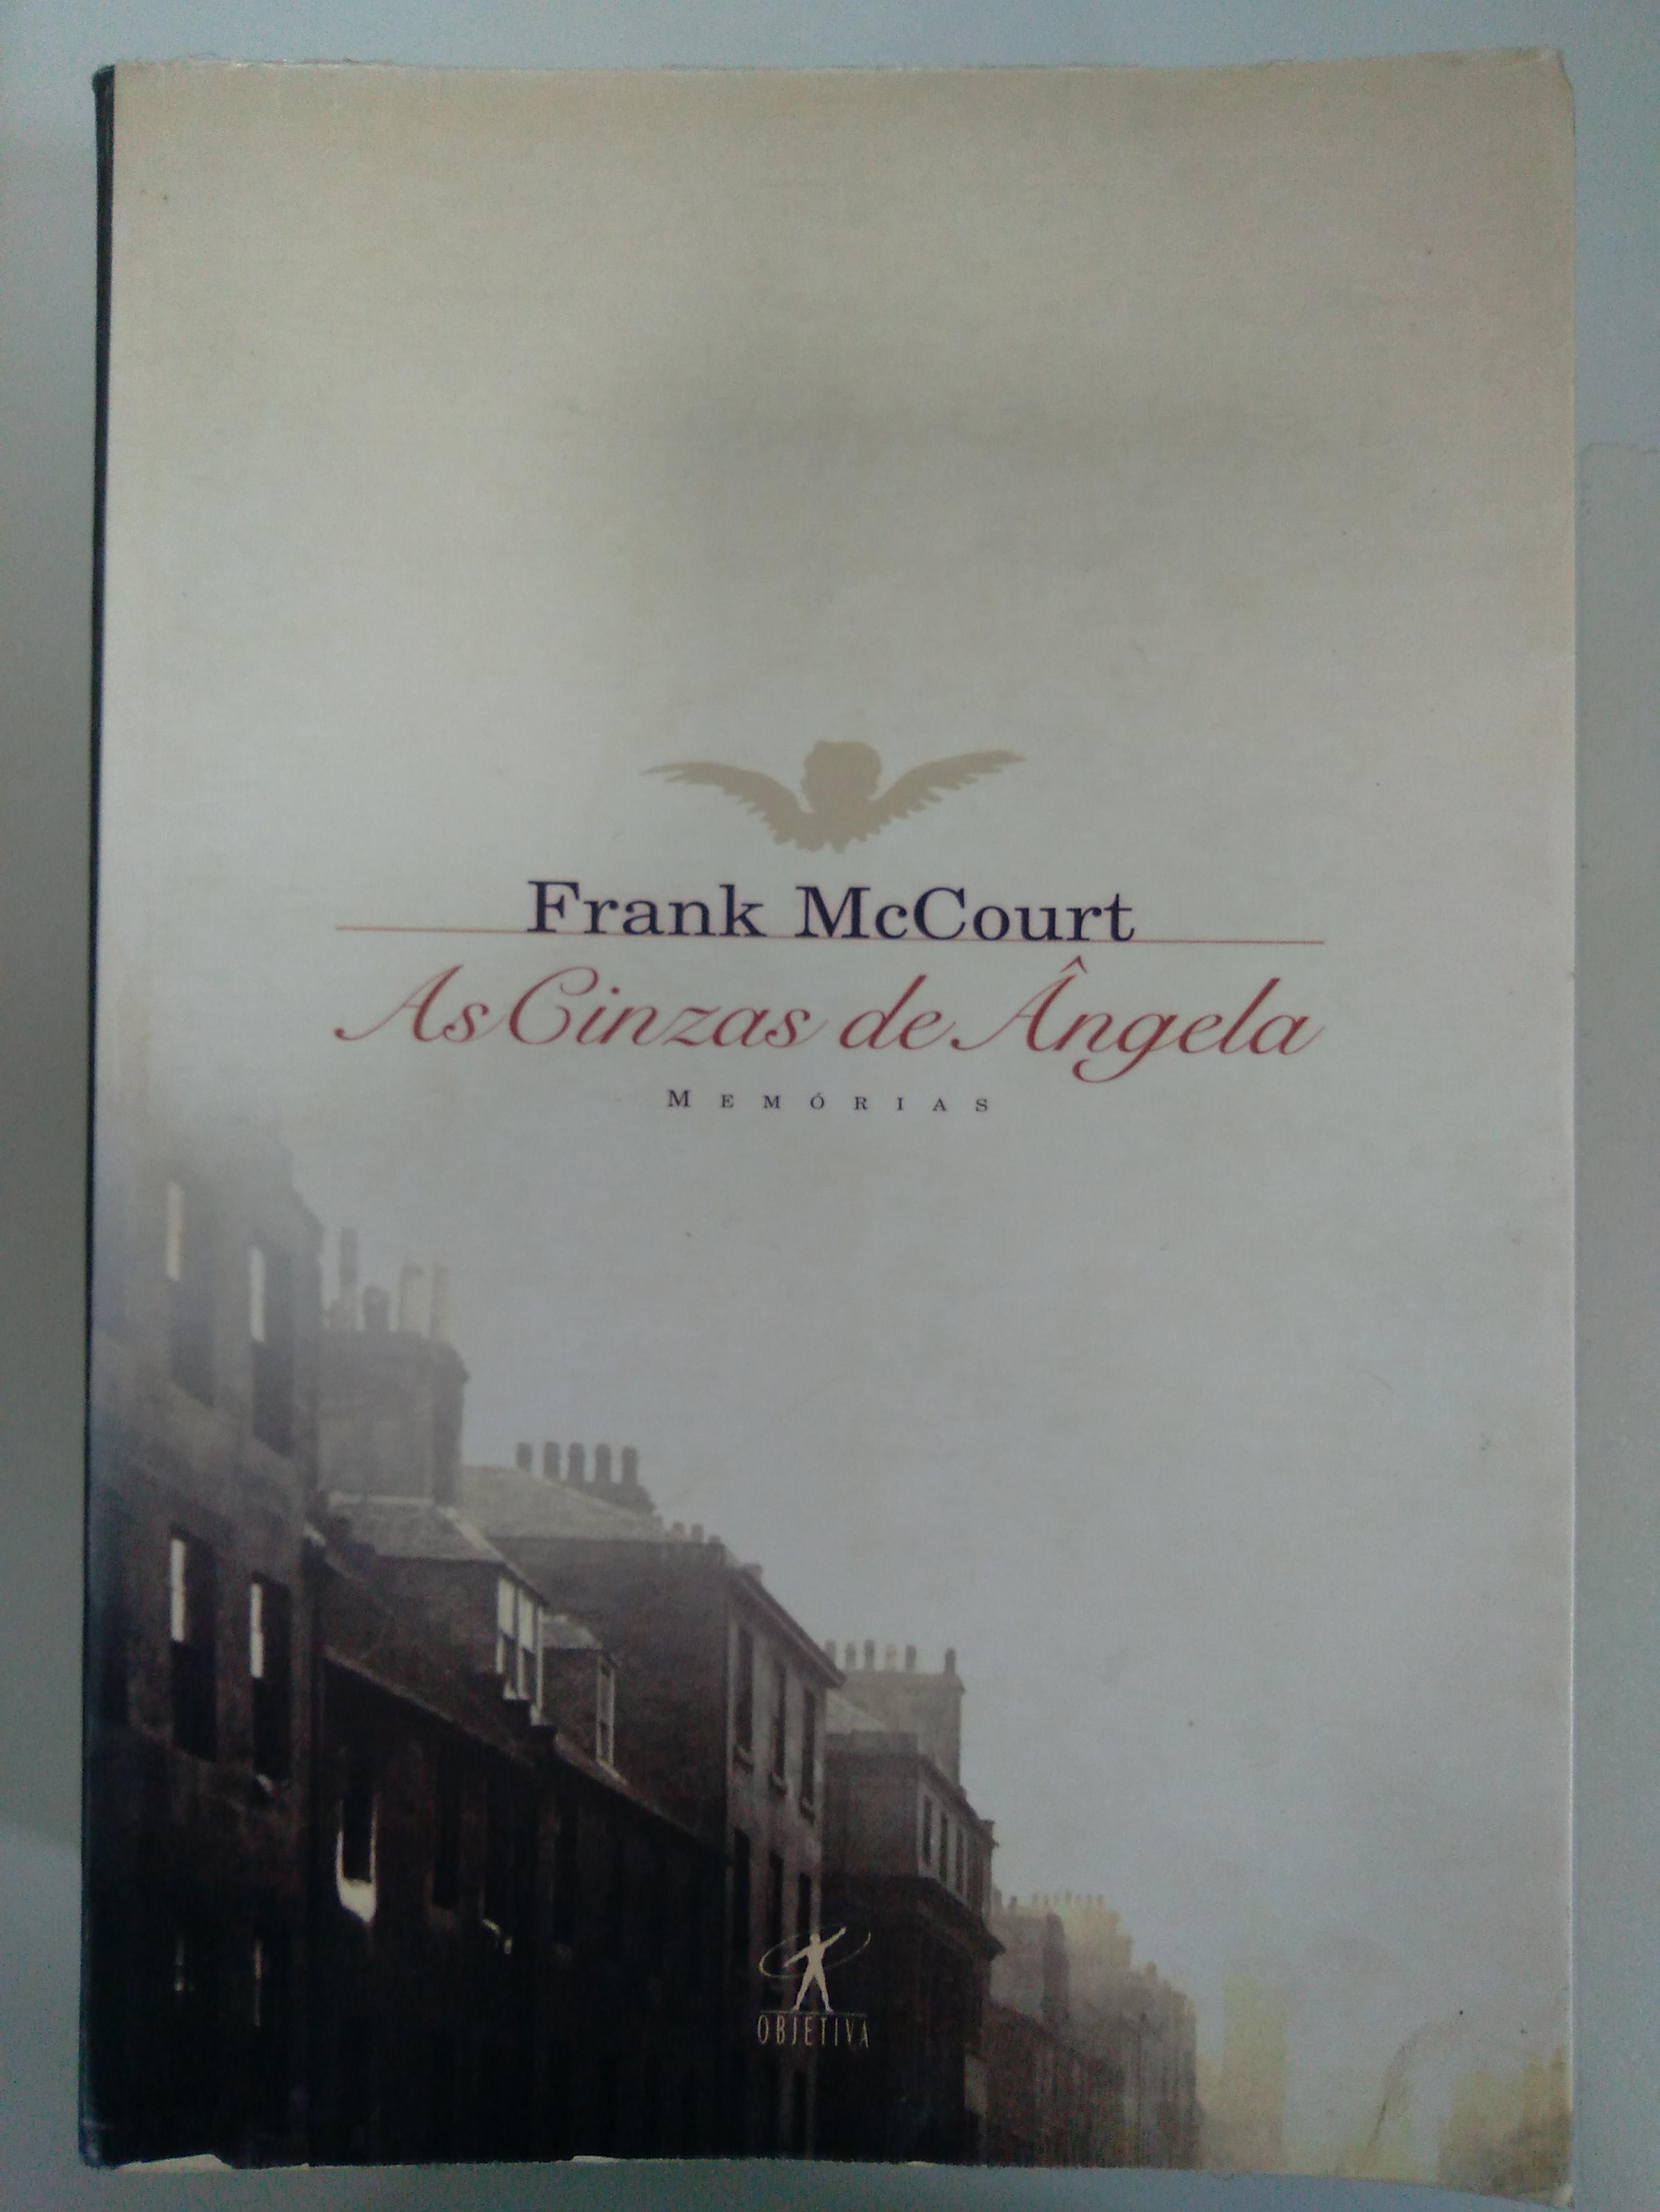 Frank McCourt
As Cinzas de Ângela
MEMÓRIAS
OBJETIVA